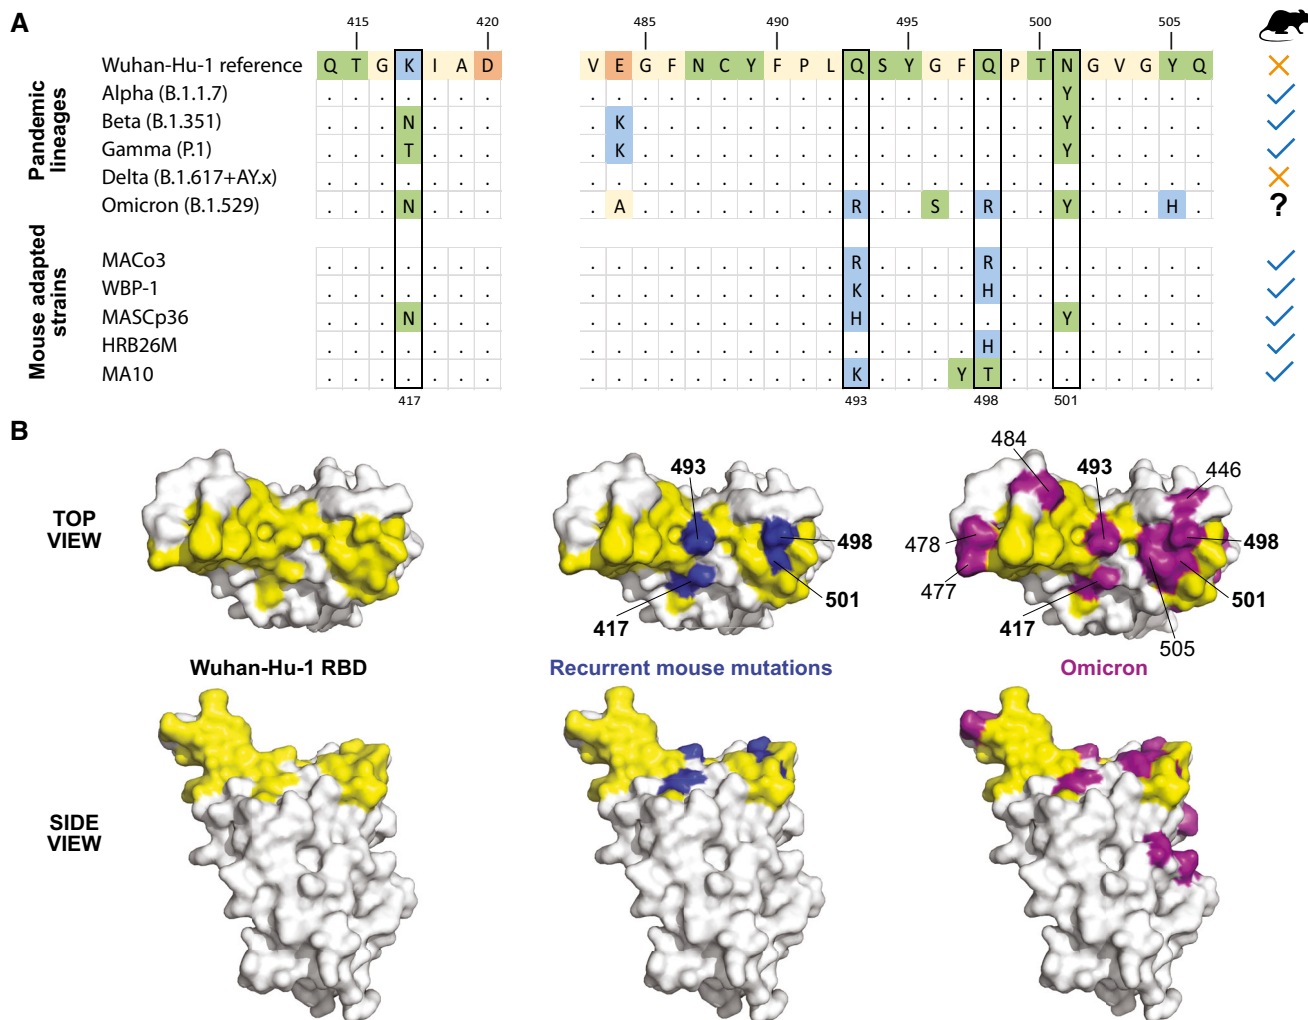 A
415 420 485 490 495 500 505
Pandemic
lineages
Wuhan-Hu-1 reference Q T G K I A D V E G F N C Y F P L Q S Y G F Q P T N G V G Y Q
Alpha (B.1.1.7) . . . . . . . . . . . . . . . . . . . . . . . . . Y . . . . .
Beta (B.1.351) . . . N . . . . K . . . . . . . . . . . . . . . . Y . . . . .
Gamma (P.1) . . . T . . . . K . . . . . . . . . . . . . . . . Y . . . . .
Delta (B.1.617+AY.x) . . . . . . . . . . . . . . . . . . . . . . . . . . . . . . .
Omicron (B.1.529) . . . N . . . . A . . . . . . . . R . . S . R . . Y . . . H . ?
Mouse adapted
strains
MACo3 . . . . . . . . . . . . . . . . . R . . . . R . . . . . . . .
WBP-1 . . . . . . . . . . . . . . . . . K . . . . H . . . . . . . .
MASCp36 . . . N . . . . . . . . . . . . . H . . . . . . . Y . . . . .
HRB26M . . . . . . . . . . . . . . . . . . . . . . H . . . . . . . .
MA10 . . . . . . . . . . . . . . . . . K . . . Y T . . . . . . . .
417 493 498 501
B
TOP
VIEW
493
498
501
417
484
493
446
478
498
477
501
417
505
Wuhan-Hu-1 RBD
Recurrent mouse mutations
Omicron
SIDE
VIEW